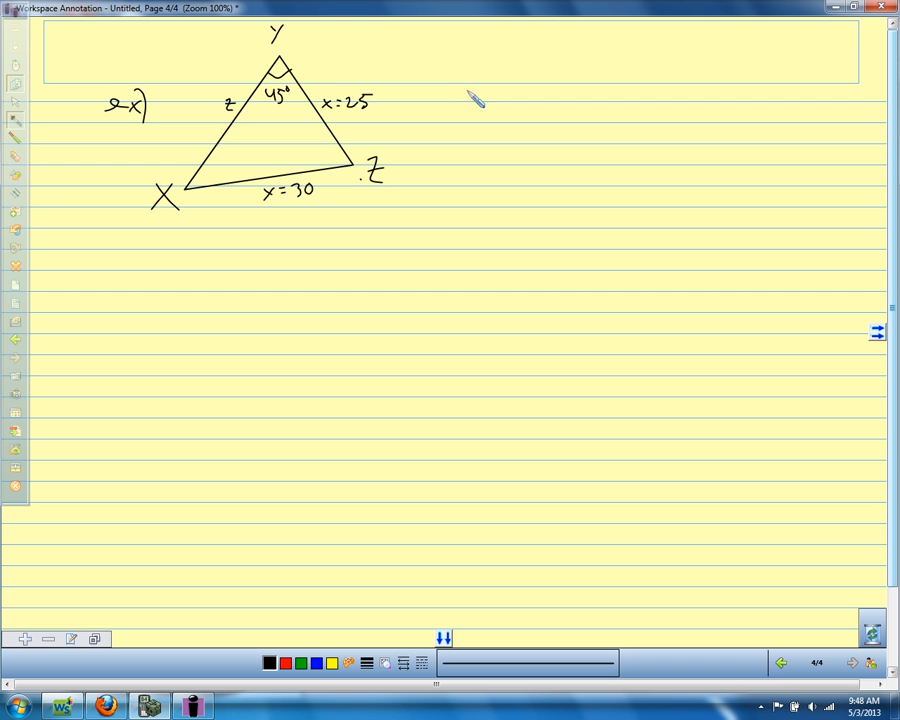 Workspace Annotation - Untitled, Page 4/4 (Zoom 100%) *
Y
45°
ex)
z
x=25
X
x=30
Z
4/4
9:48 AM
5/3/2013